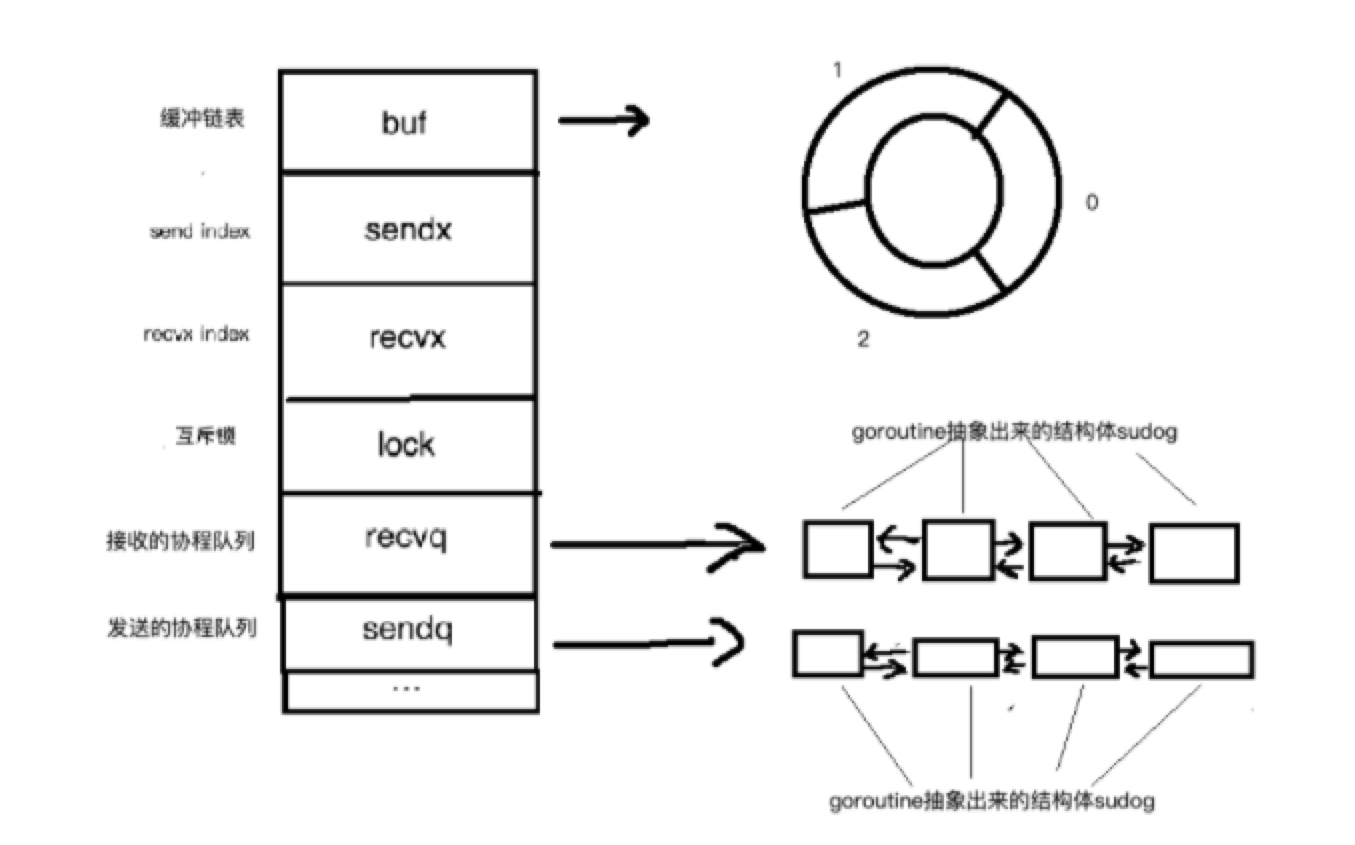 缓冲链表
buf
1
0
2
send index
sendx
recvx index
recvx
互斥锁
lock
goroutine抽象出来的结构体sudog
接收的协程队列
recvq
发送的协程队列
sendq
...
goroutine抽象出来的结构体sudog